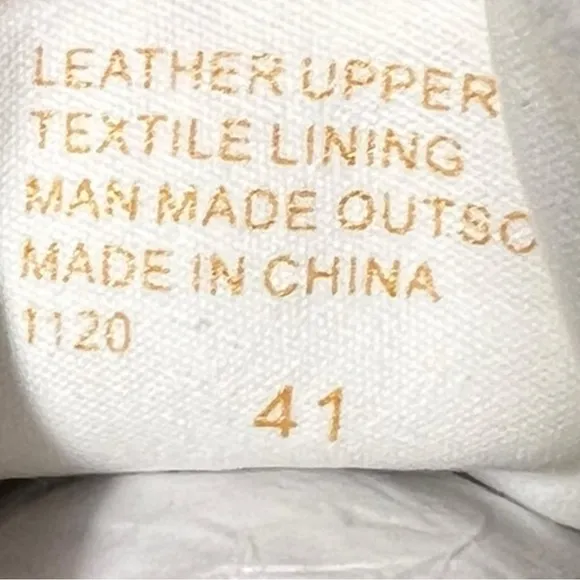 LEATHER UPPER
TEXTILE LINING
MAN MADE OUTSO
MADE IN CHINA
1120
41